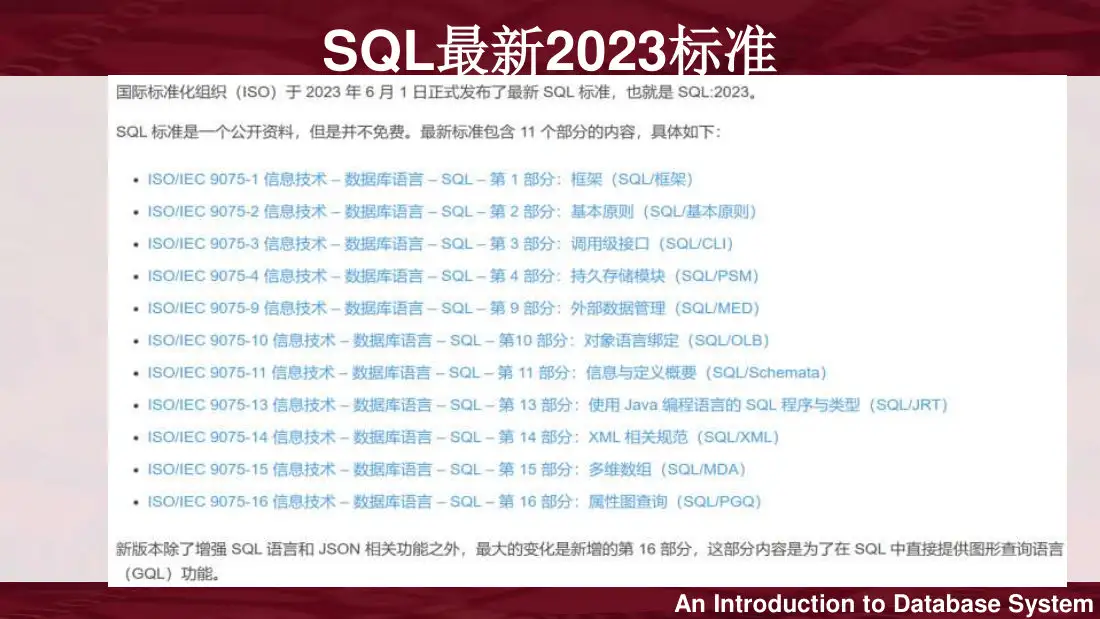 SQL最新2023标准
国际标准化组织（ISO）于 2023 年 6 月 1 日正式发布了最新 SQL 标准，也就是 SQL:2023。
SQL 标准是一个公开资料，但是并不免费。最新标准包含 11 个部分的内容，具体如下：
• ISO/IEC 9075-1 信息技术 – 数据库语言 – SQL – 第 1 部分：框架（SQL/框架）
• ISO/IEC 9075-2 信息技术 – 数据库语言 – SQL – 第 2 部分：基本原则（SQL/基本原则）
• ISO/IEC 9075-3 信息技术 – 数据库语言 – SQL – 第 3 部分：调用级接口（SQL/CLI）
• ISO/IEC 9075-4 信息技术 – 数据库语言 – SQL – 第 4 部分：持久存储模块（SQL/PSM）
• ISO/IEC 9075-9 信息技术 – 数据库语言 – SQL – 第 9 部分：外部数据管理（SQL/MED）
• ISO/IEC 9075-10 信息技术 – 数据库语言 – SQL – 第10 部分：对象语言绑定（SQL/OLB）
• ISO/IEC 9075-11 信息技术 – 数据库语言 – SQL – 第 11 部分：信息与定义概要（SQL/Schemata）
• ISO/IEC 9075-13 信息技术 – 数据库语言 – SQL – 第 13 部分：使用 Java 编程语言的 SQL 程序与类型（SQL/JRT）
• ISO/IEC 9075-14 信息技术 – 数据库语言 – SQL – 第 14 部分：XML 相关规范（SQL/XML）
• ISO/IEC 9075-15 信息技术 – 数据库语言 – SQL – 第 15 部分：多维数组（SQL/MDA）
• ISO/IEC 9075-16 信息技术 – 数据库语言 – SQL – 第 16 部分：属性图查询（SQL/PGQ）
新版本除了增强 SQL 语言和 JSON 相关功能之外，最大的变化是新增的第 16 部分，这部分内容是为了在 SQL 中直接提供图形查询语言
（GQL）功能。
An Introduction to Database System